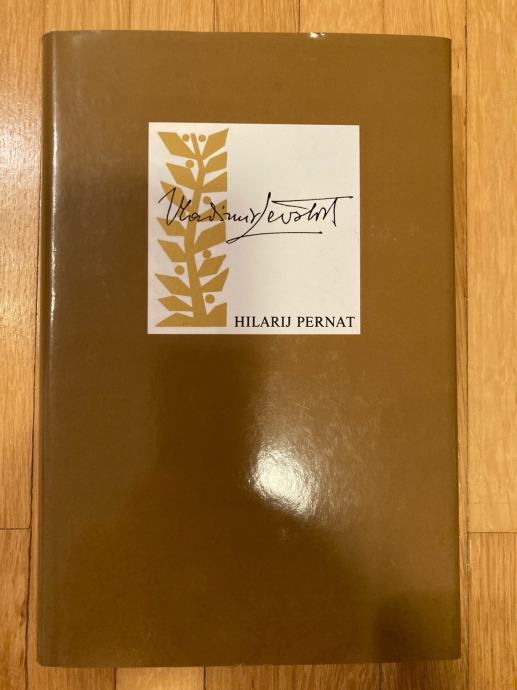 Vladimir Levstik
HILARIJ PERNAT